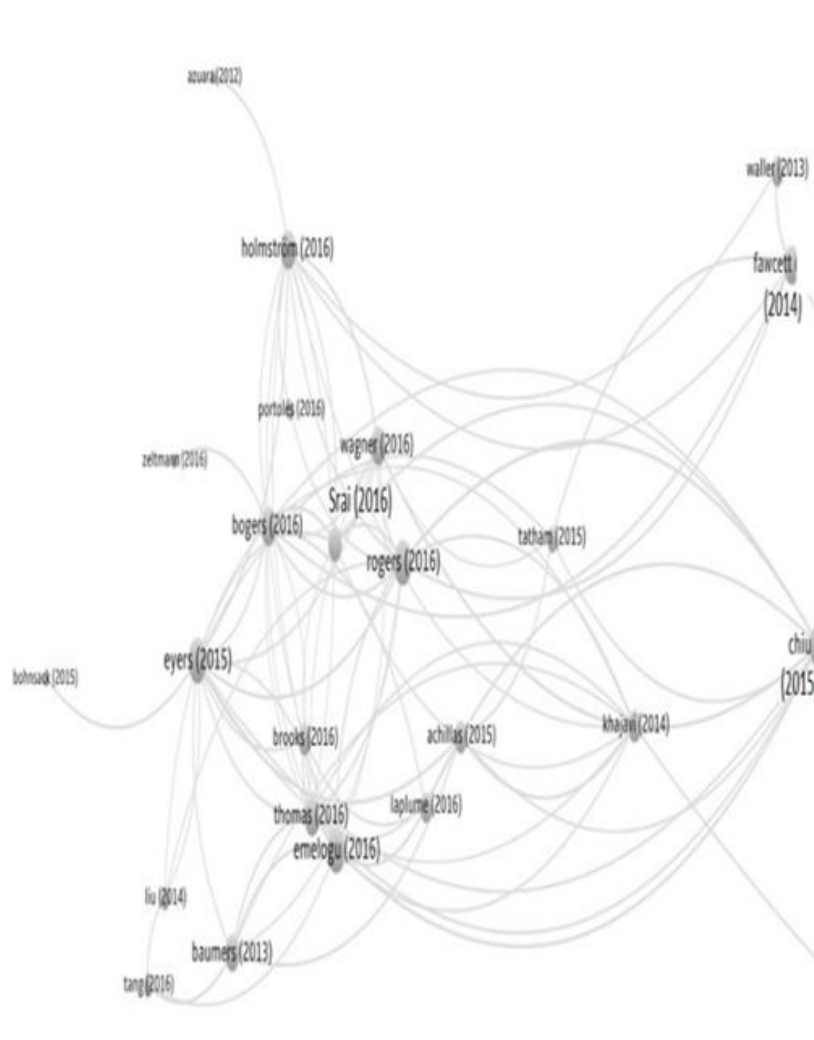 azuara (2012)
waller (2013)
holmström (2016)
fawcett
(2014)
portolés (2016)
wagner (2016)
zeltmann (2016)
Srai (2016)
bogers (2016)
tatham (2015)
rogers (2016)
chiu
(2015
eyers (2015)
bohnsack (2015)
khajavi (2014)
brooks (2016)
achillas (2015)
laplume (2016)
thomas (2016)
emelogu (2016)
liu (2014)
baumers (2013)
tang (2016)